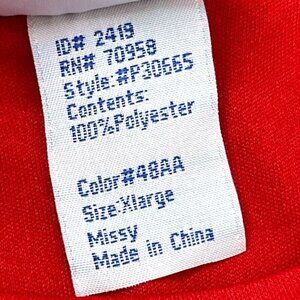 ID# 2419
RN# 70958
Style:#P30665
Contents:
100%Polyester
Color#48AA
Size:Xlarge
Missy
Made in China